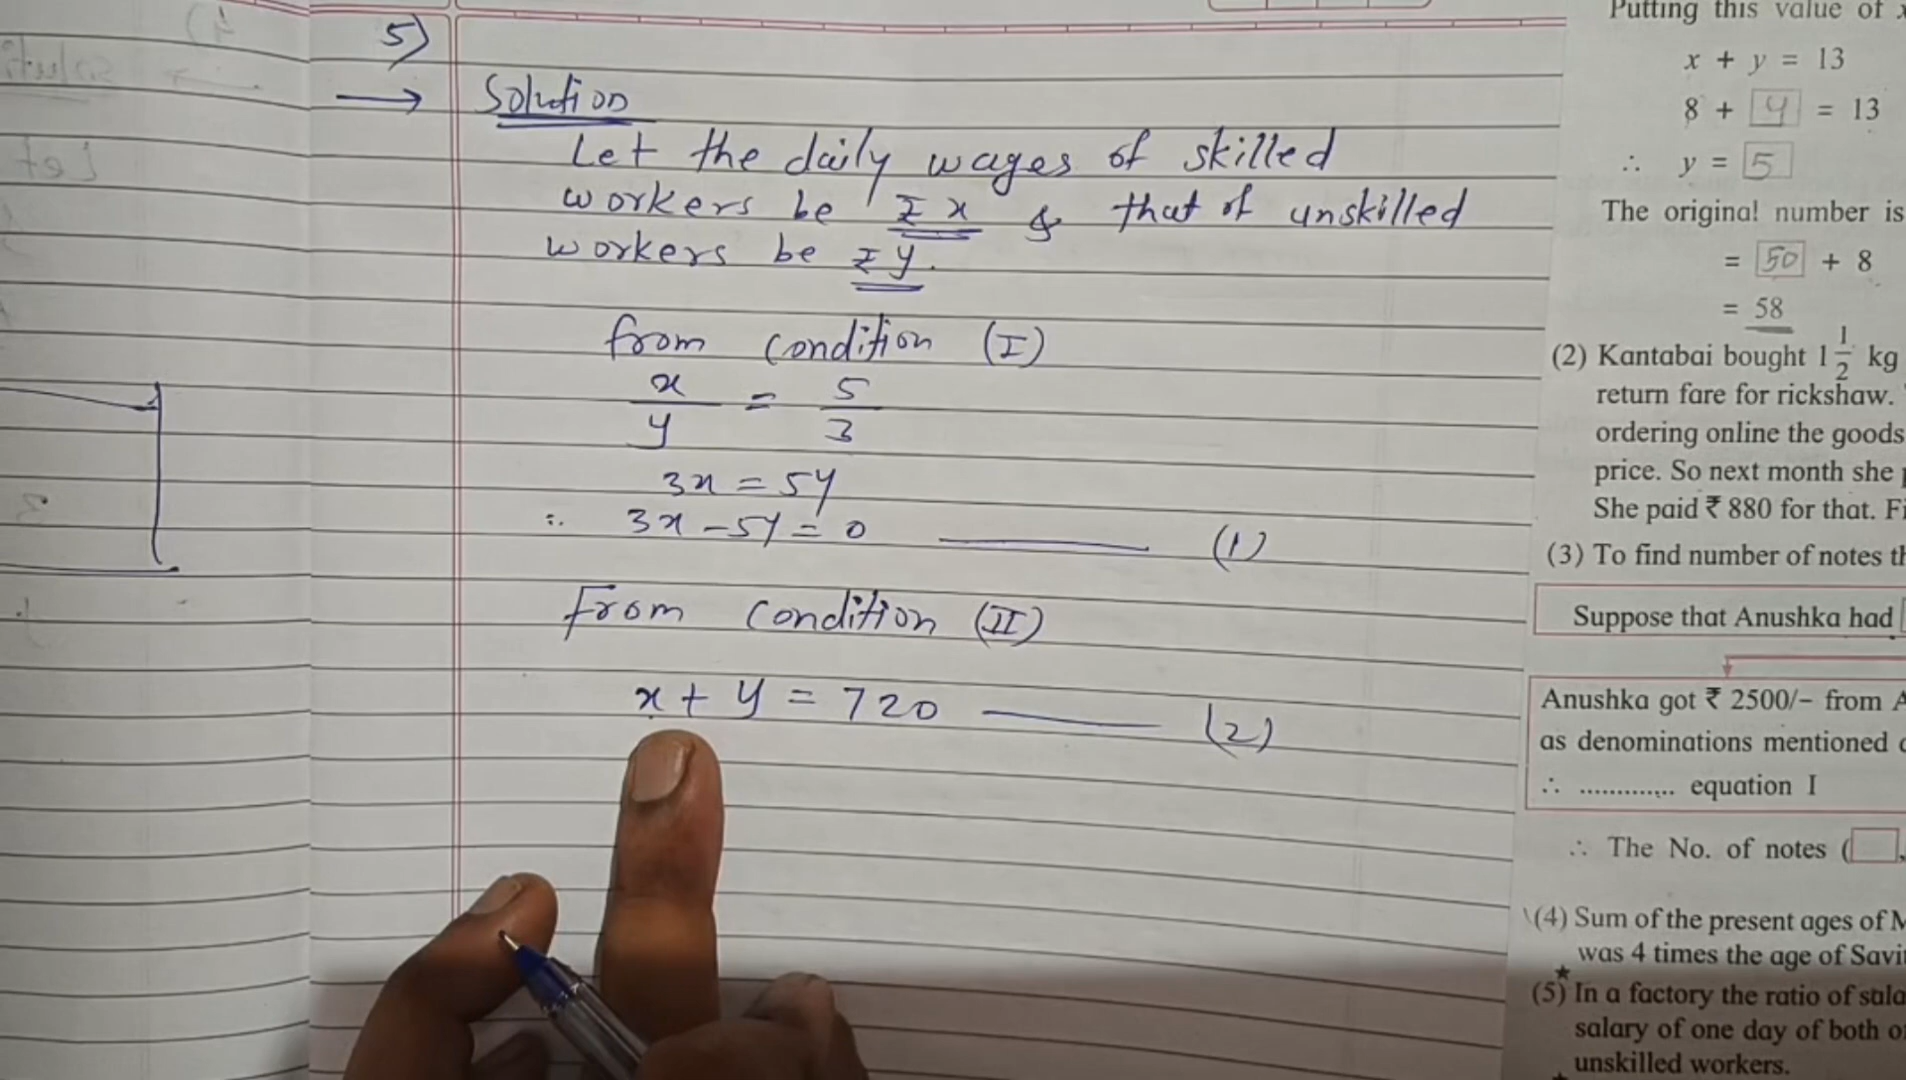 5)
→ Solution
Let the daily wages of skilled
workers be ₹ x & that of unskilled
workers be ₹ y.
from condition (I)
x/y = 5/3
3x = 5y
∴ 3x - 5y = 0 ——— (1)
From condition (II)
x + y = 720 ——— (2)
Putting this value of x
x + y = 13
8 + 4 = 13
∴ y = 5
The original number is
= 50 + 8
= 58
(2) Kantabai bought 1 1/2 kg
return fare for rickshaw.
ordering online the goods
price. So next month she
She paid ₹ 880 for that.
(3) To find number of notes
Suppose that Anushka had
Anushka got ₹ 2500/– from
as denominations mentioned
∴ ............. equation I
∴ The No. of notes (
(4) Sum of the present ages of
was 4 times the age of
(5) In a factory the ratio of
salary of one day of both
unskilled workers.